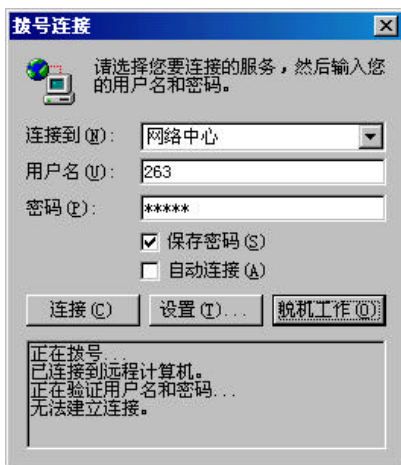 拨号连接
请选择您要连接的服务，然后输入您
的用户名和密码。
连接到(N): 网络中心
用户名(U): 263
密码(P): *****
保存密码(S)
自动连接(A)
连接(C) 设置(T)... 脱机工作(O)
正在拨号...
已连接到远程计算机。
正在验证用户名和密码...
无法建立连接。